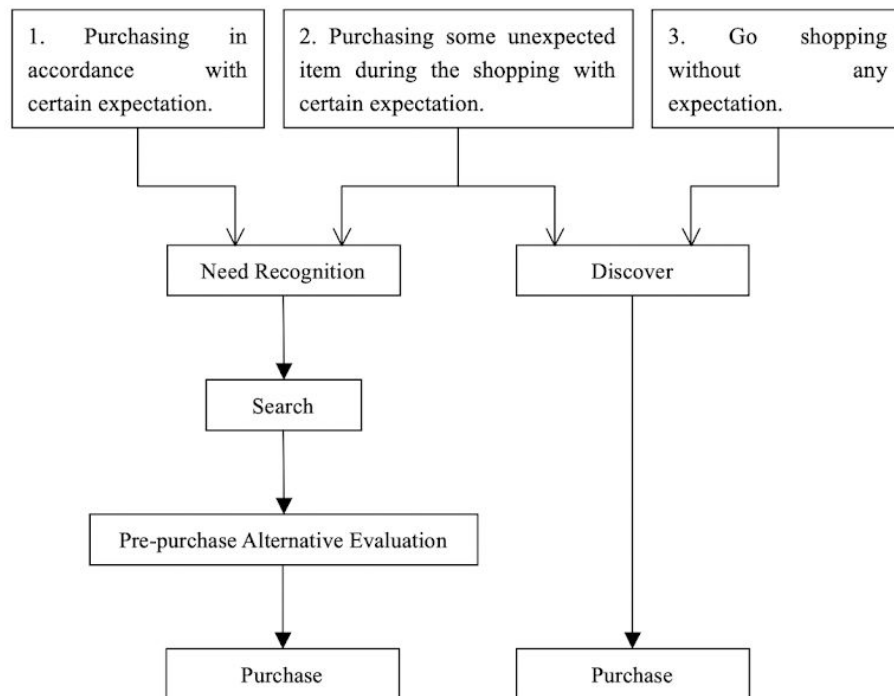 1. Purchasing in
accordance with
certain expectation.
2. Purchasing some unexpected
item during the shopping with
certain expectation.
3. Go shopping
without any
expectation.
Need Recognition
Discover
Search
Pre-purchase Alternative Evaluation
Purchase
Purchase